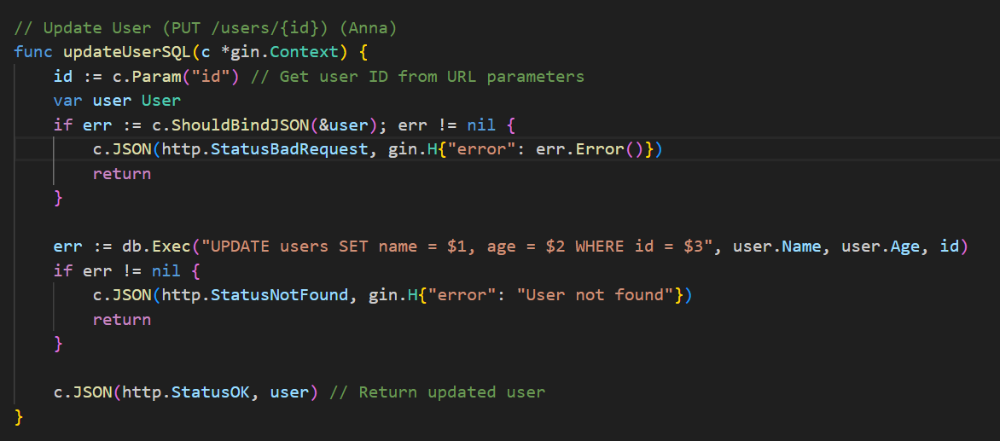 // Update User (PUT /users/{id}) (Anna)
func updateUserSQL(c *gin.Context) {
    id := c.Param("id") // Get user ID from URL parameters
    var user User
    if err := c.ShouldBindJSON(&user); err != nil {
        c.JSON(http.StatusBadRequest, gin.H{"error": err.Error()})
        return
    }

    err := db.Exec("UPDATE users SET name = $1, age = $2 WHERE id = $3", user.Name, user.Age, id)
    if err != nil {
        c.JSON(http.StatusNotFound, gin.H{"error": "User not found"})
        return
    }

    c.JSON(http.StatusOK, user) // Return updated user
}